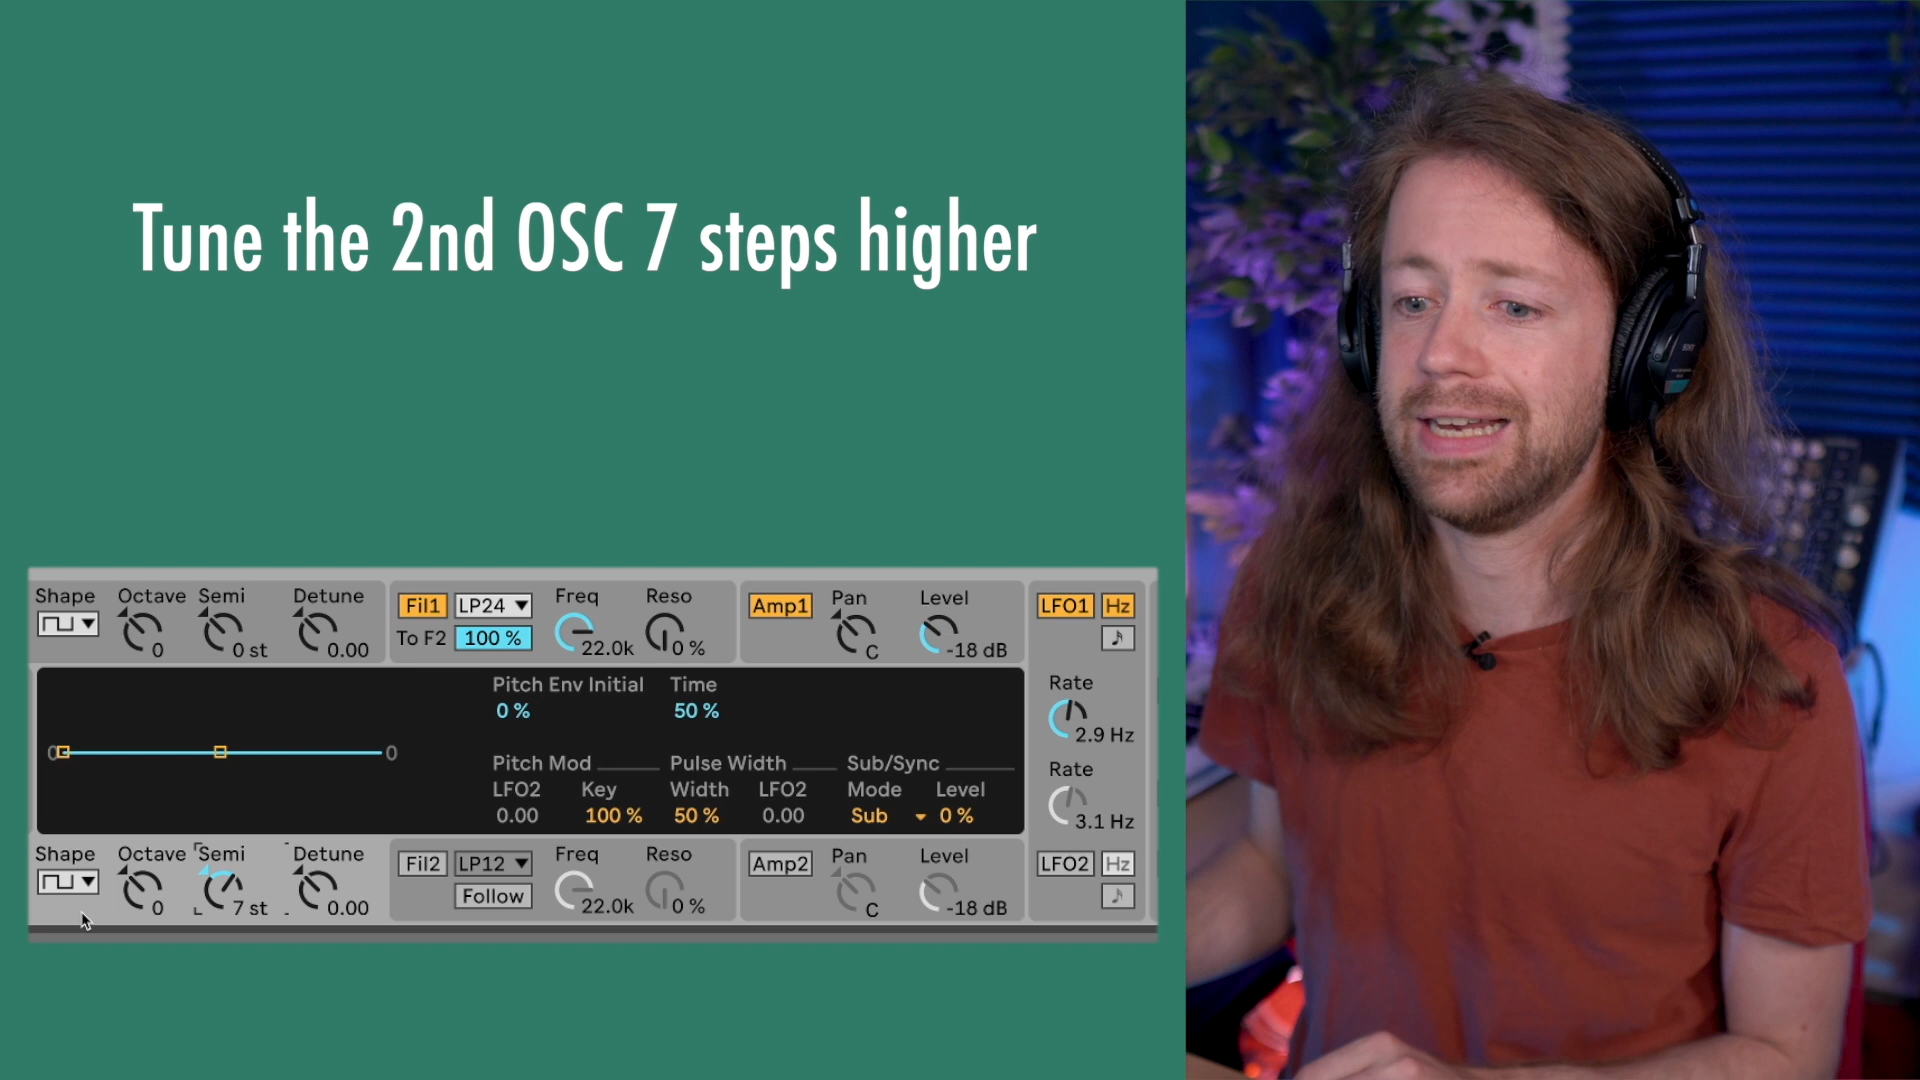 Tune the 2nd OSC 7 steps higher
Shape Octave Semi Detune Fil1 LP24 Freq Reso Amp1 Pan Level LFO1 Hz
0 0 st 0.00 To F2 100 % 22.0k 0 % C -18 dB
Pitch Env Initial Time Rate
0 % 50 % 2.9 Hz
0 0
Pitch Mod Pulse Width Sub/Sync Rate
LFO2 Key Width LFO2 Mode Level
0.00 100 % 50 % 0.00 Sub 0 % 3.1 Hz
Shape Octave Semi Detune Fil2 LP12 Freq Reso Amp2 Pan Level LFO2 Hz
0 7 st 0.00 Follow 22.0k 0 % C -18 dB
SONY